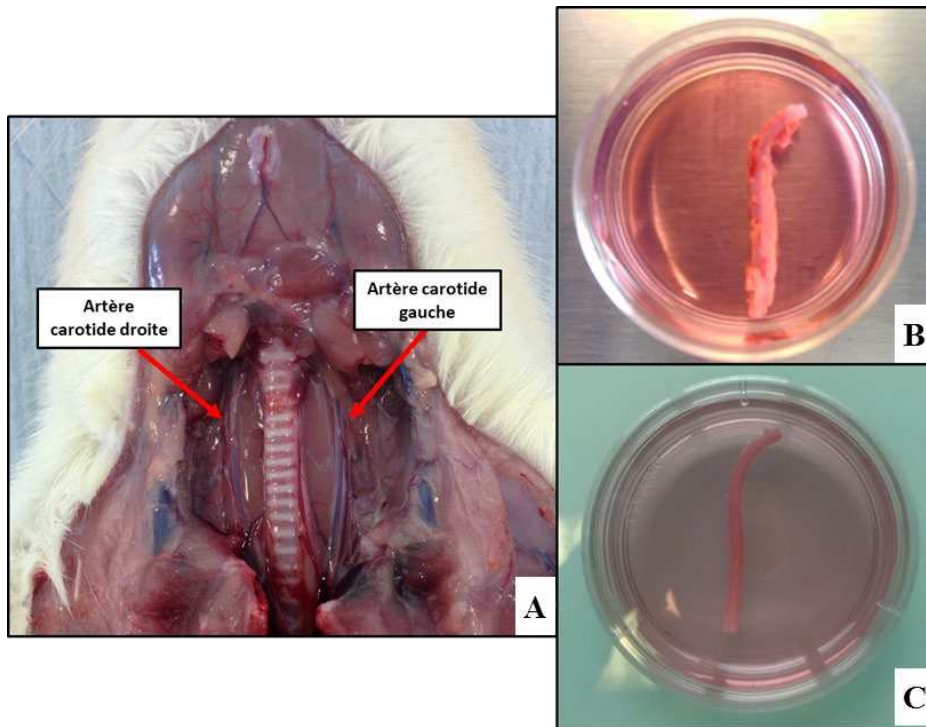 Artère
carotide droite
Artère carotide
gauche
A
B
C